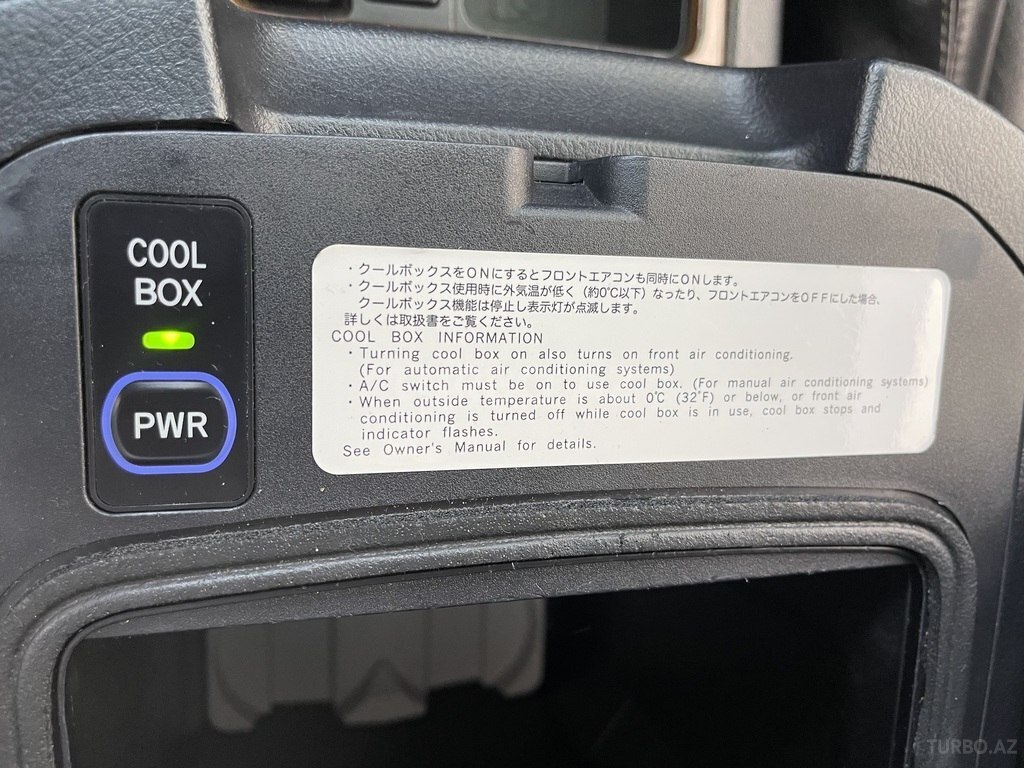 COOL
BOX
PWR
・クールボックスをONにするとフロントエアコンも同時にONします。
・クールボックス使用時に外気温が低く（約0℃以下）なったり、フロントエアコンをOFFにした場合、
クールボックス機能は停止し表示灯が点滅します。
詳しくは取扱書をご覧ください。
COOL BOX INFORMATION
・Turning cool box on also turns on front air conditioning.
(For automatic air conditioning systems)
・A/C switch must be on to use cool box. (For manual air conditioning systems)
・When outside temperature is about 0℃ (32°F) or below, or front air
conditioning is turned off while cool box is in use, cool box stops and
indicator flashes.
See Owner's Manual for details.
TURBO.AZ